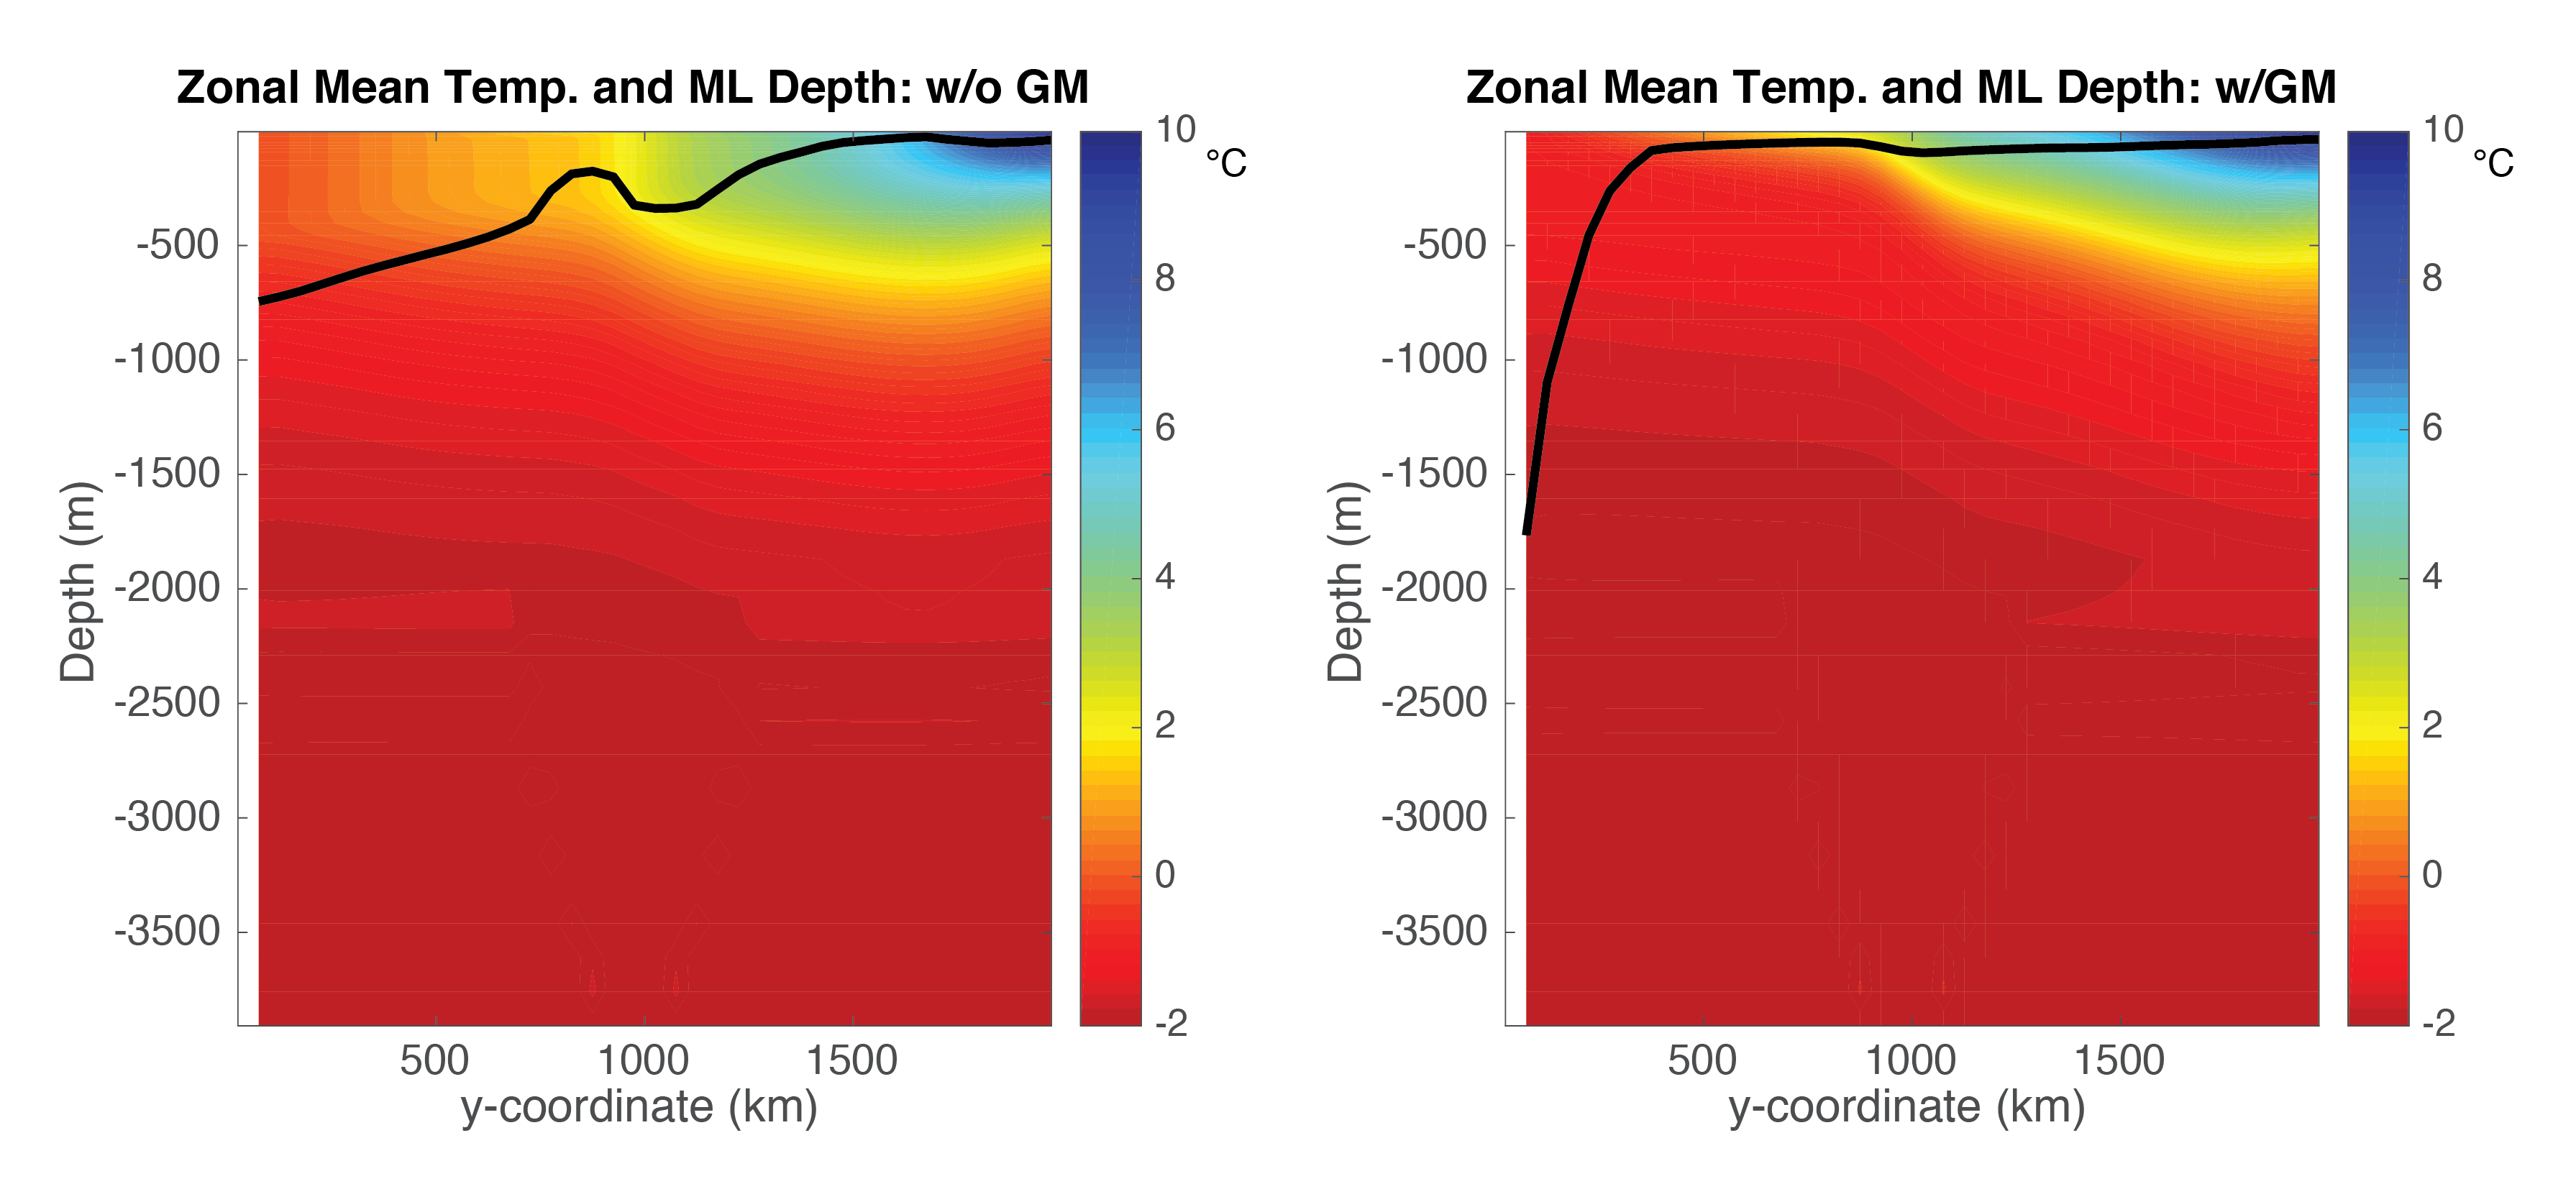 Zonal Mean Temp. and ML Depth: w/o GM
-500
-1000
-1500
-2000
-2500
-3000
-3500
Depth (m)
500 1000 1500
y-coordinate (km)
10
°C
8
6
4
2
0
-2
Zonal Mean Temp. and ML Depth: w/GM
-500
-1000
-1500
-2000
-2500
-3000
-3500
Depth (m)
500 1000 1500
y-coordinate (km)
10
°C
8
6
4
2
0
-2